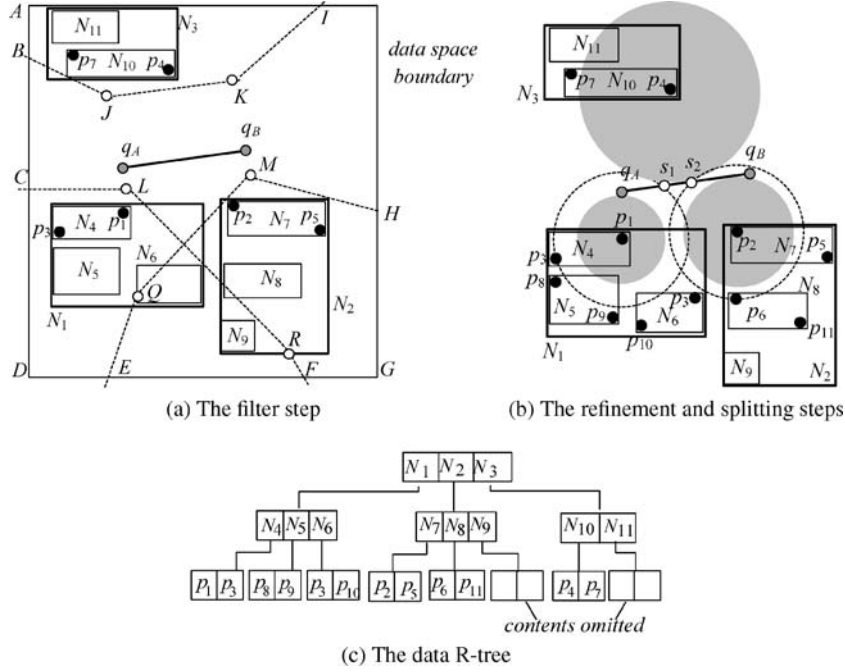 A
I
N3
N11
B
p7
N10
p4
data space
boundary
J
K
qA
qB
C
L
M
H
N4
p1
p3
N5
N6
Q
N1
p2
N7
p5
N8
N2
N9
R
D
E
F
G
(a) The filter step
N11
p7
N10
p4
N3
qA
s1
s2
qB
p1
N4
p3
p8
N5
p9
p3
N6
p10
N1
p2
N7
p5
N8
p6
p11
N9
N2
(b) The refinement and splitting steps
N1 N2 N3
N4 N5 N6
N7 N8 N9
N10 N11
p1 p3
p8 p9
p3 p10
p2 p5
p6 p11
p4 p7
contents omitted
(c) The data R-tree